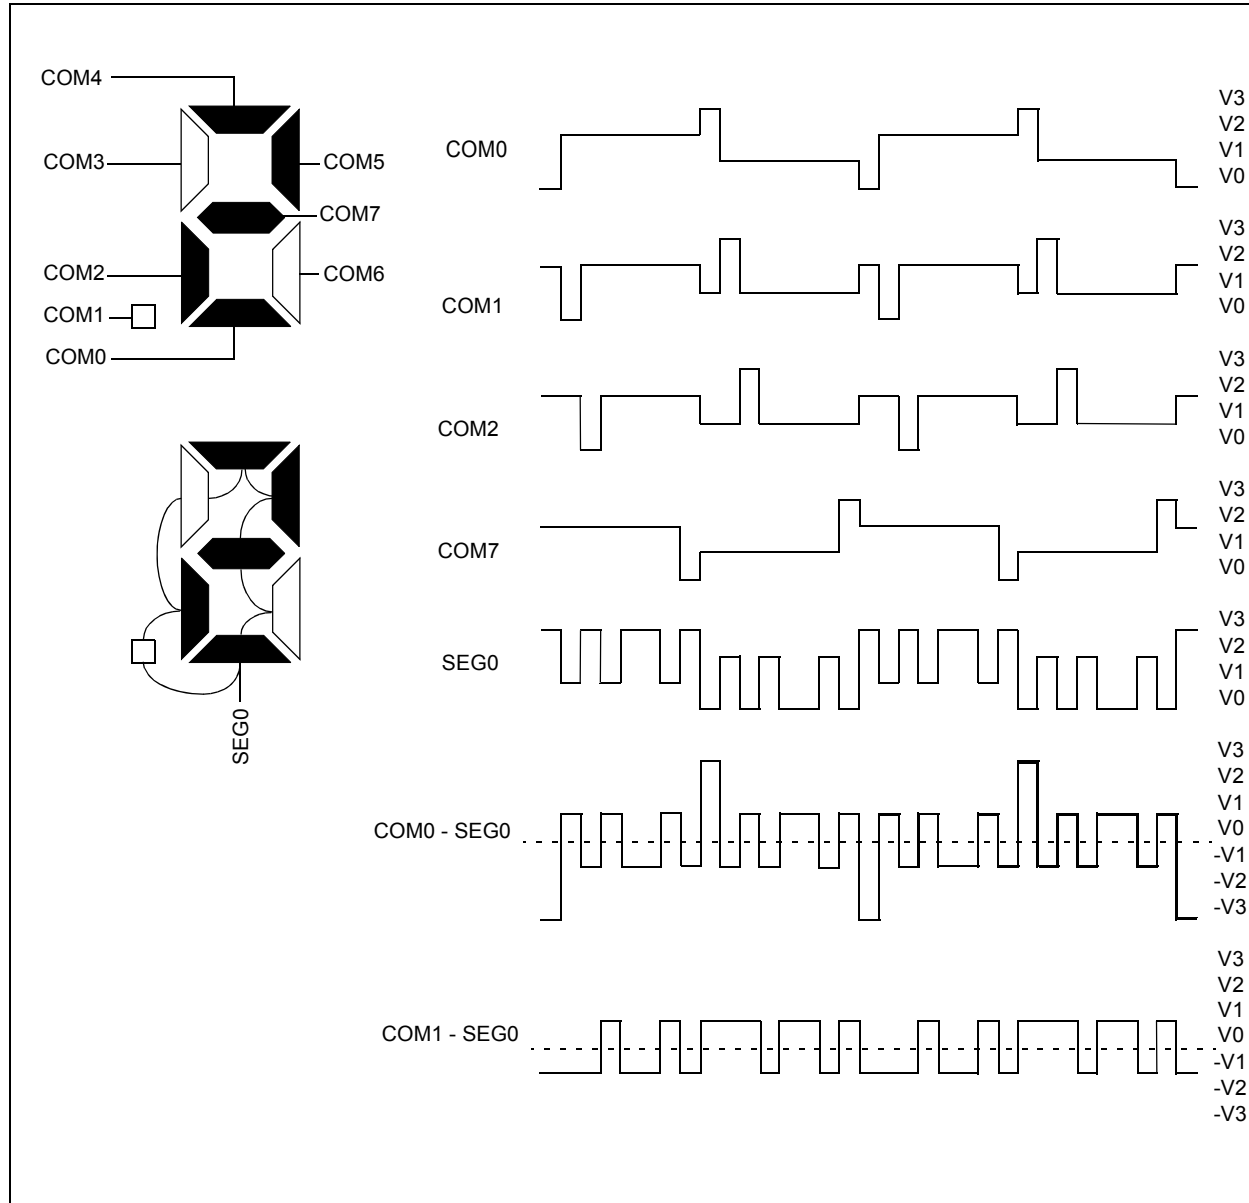 COM4
COM3
COM5
COM7
COM2
COM6
COM1
COM0
SEG0
COM0
V3
V2
V1
V0
COM1
V3
V2
V1
V0
COM2
V3
V2
V1
V0
COM7
V3
V2
V1
V0
SEG0
V3
V2
V1
V0
COM0 - SEG0
V3
V2
V1
V0
-V1
-V2
-V3
COM1 - SEG0
V3
V2
V1
V0
-V1
-V2
-V3